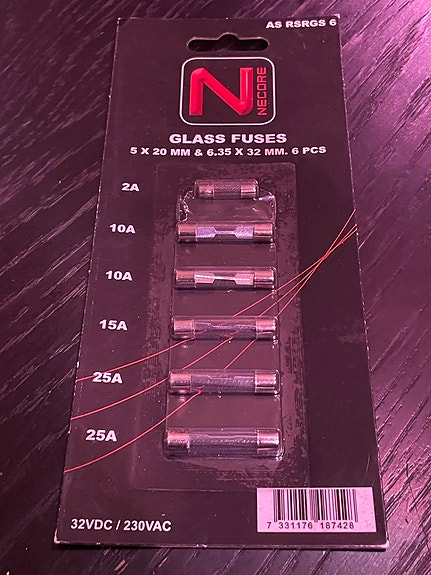 AS RSRGS 6
N
NECORE
GLASS FUSES
5 X 20 MM & 6.35 X 32 MM. 6 PCS
2A
10A
10A
15A
25A
25A
32VDC / 230VAC
7 331176 187428